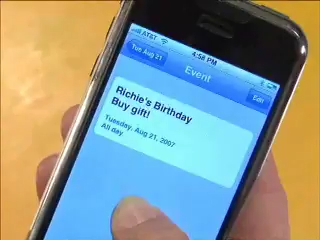 AT&T
4:58 PM
Tue Aug 21
Event
Edit
Richie's Birthday
Buy gift!
Tuesday, Aug 21, 2007
All day